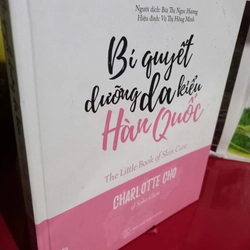 Người dịch: Bùi Thị Ngọc Hương
Hiệu đính: Vũ Thị Hồng Minh
Bí quyết
dưỡng da kiểu
Hàn Quốc
The Little Book of Skin Care
CHARLOTTE CHO